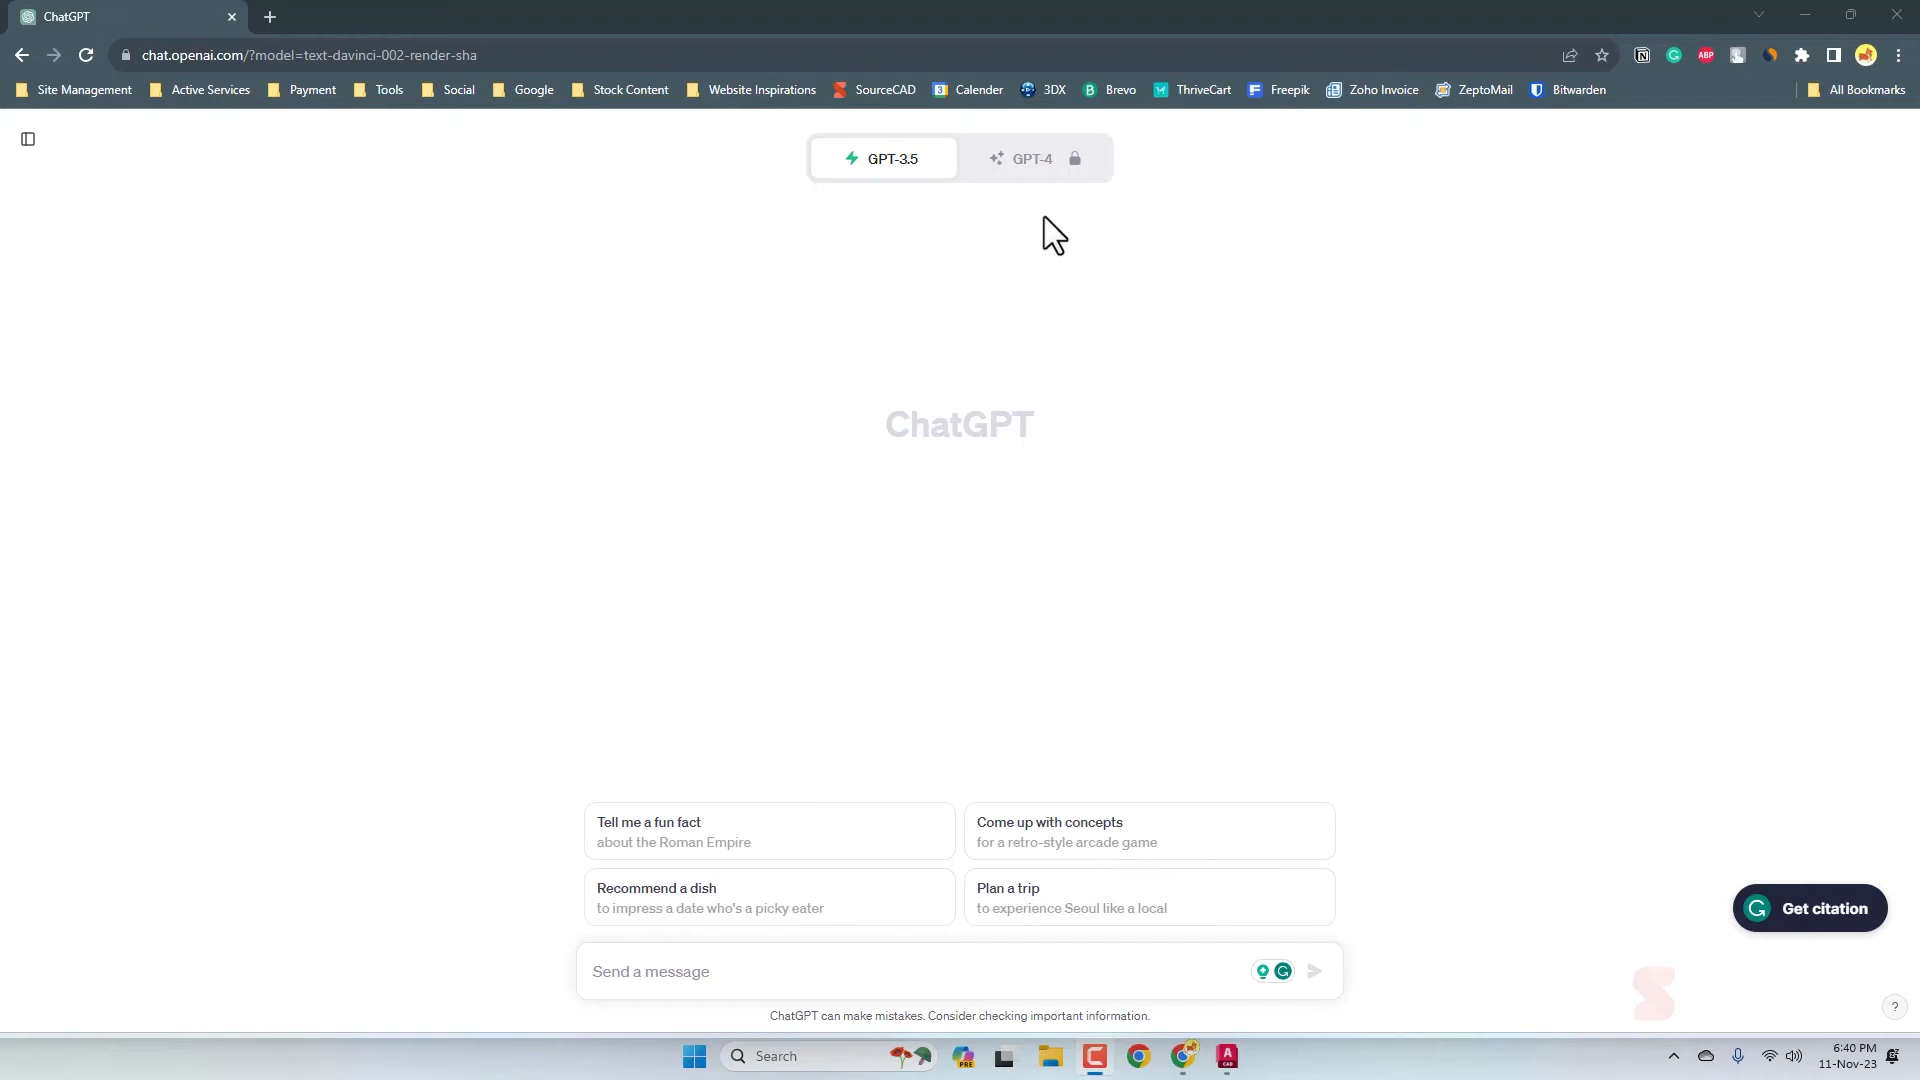 ChatGPT
chat.openai.com/?model=text-davinci-002-render-sha
ABP
Site Management
Active Services
Payment
Tools
Social
Google
Stock Content
Website Inspirations
SourceCAD
Calender
3DX
Brevo
ThriveCart
Freepik
Zoho Invoice
ZeptoMail
Bitwarden
All Bookmarks
GPT-3.5
GPT-4
ChatGPT
Tell me a fun fact
about the Roman Empire
Come up with concepts
for a retro-style arcade game
Recommend a dish
to impress a date who's a picky eater
Plan a trip
to experience Seoul like a local
Get citation
Send a message
ChatGPT can make mistakes. Consider checking important information.
?
Search
PRE
A
CAD
6:40 PM
11-Nov-23